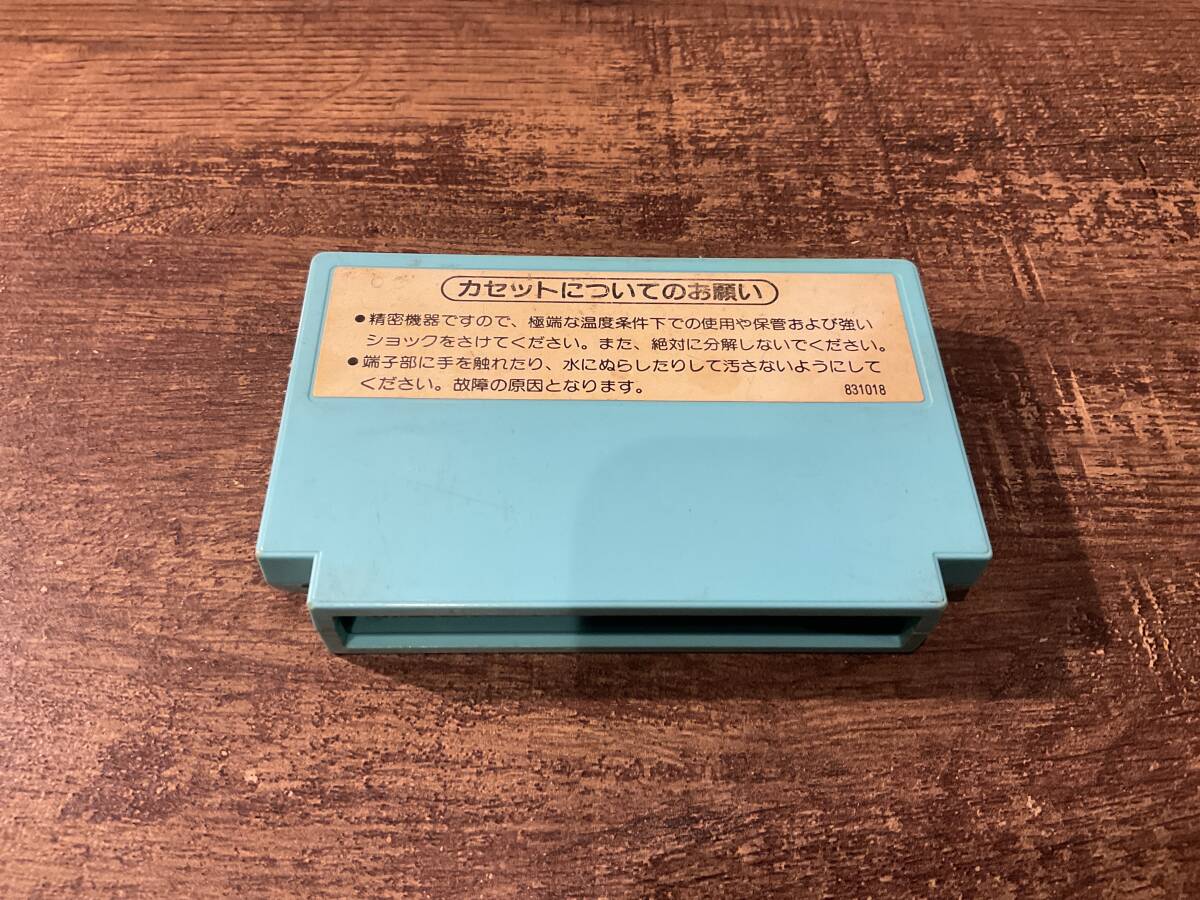 カセットについてのお願い
●精密機器ですので、極端な温度条件下での使用や保管および強い
ショックをさけてください。また、絶対に分解しないでください。
●端子部に手を触れたり、水にぬらしたりして汚さないようにして
ください。故障の原因となります。
831018